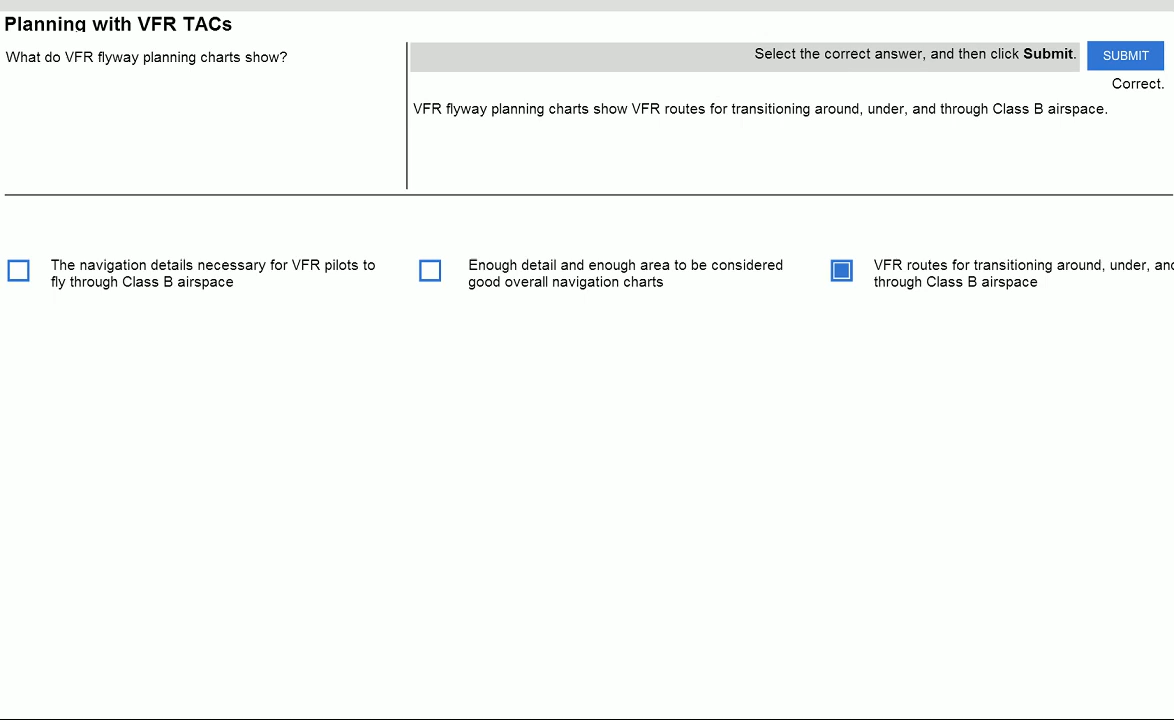 Planning with VFR TACs
What do VFR flyway planning charts show?
Select the correct answer, and then click Submit.
SUBMIT
Correct.
VFR flyway planning charts show VFR routes for transitioning around, under, and through Class B airspace.
The navigation details necessary for VFR pilots to
fly through Class B airspace
Enough detail and enough area to be considered
good overall navigation charts
VFR routes for transitioning around, under, and
through Class B airspace